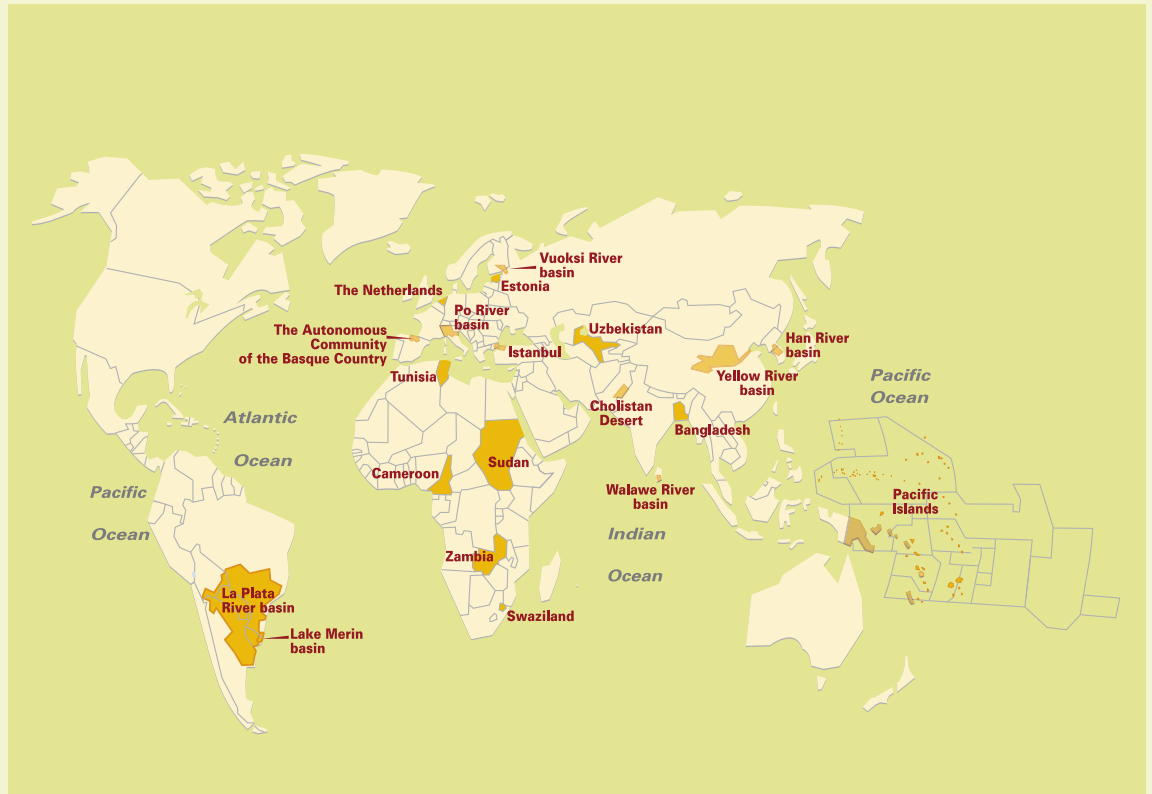 Vuoksi River
basin
Estonia
The Netherlands
Po River
basin
The Autonomous
Community
of the Basque Country
Istanbul
Uzbekistan
Han River
basin
Yellow River
basin
Tunisia
Cholistan
Desert
Bangladesh
Pacific
Ocean
Atlantic
Ocean
Sudan
Cameroon
Walawe River
basin
Pacific
Islands
Pacific
Ocean
Indian
Ocean
Zambia
La Plata
River basin
Swaziland
Lake Merin
basin